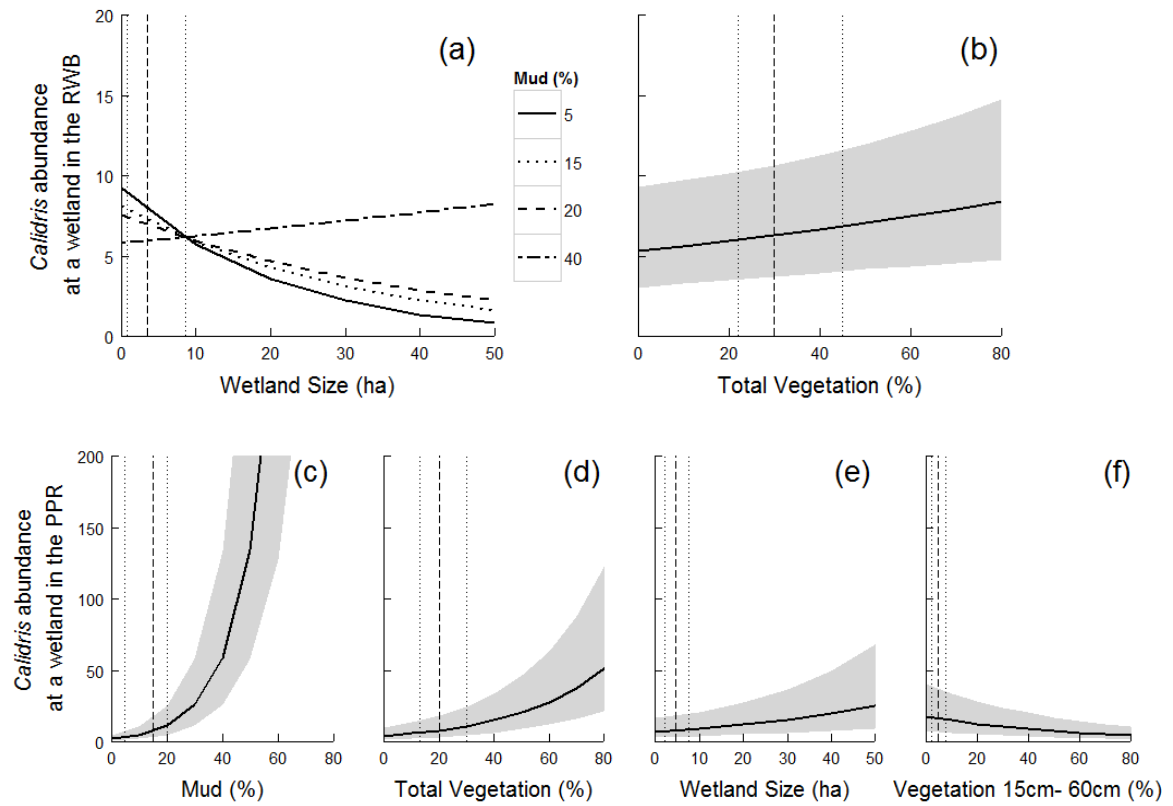 (a)
Calidris abundance
at a wetland in the RWB
20
15
10
5
0
0 10 20 30 40 50
Wetland Size (ha)
Mud (%)
5
15
20
40
(b)
0 20 40 60 80
Total Vegetation (%)
(c)
Calidris abundance
at a wetland in the PPR
200
150
100
50
0
0 20 40 60 80
Mud (%)
(d)
0 20 40 60 80
Total Vegetation (%)
(e)
0 10 20 30 40 50
Wetland Size (ha)
(f)
0 20 40 60 80
Vegetation 15cm- 60cm (%)